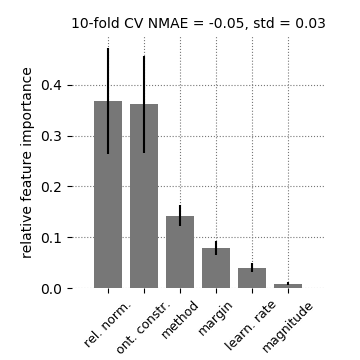 10-fold CV NMAE = -0.05, std = 0.03
relative feature importance
0.4
0.3
0.2
0.1
0.0
rel. norm.
ont. constr.
method
margin
learn. rate
magnitude